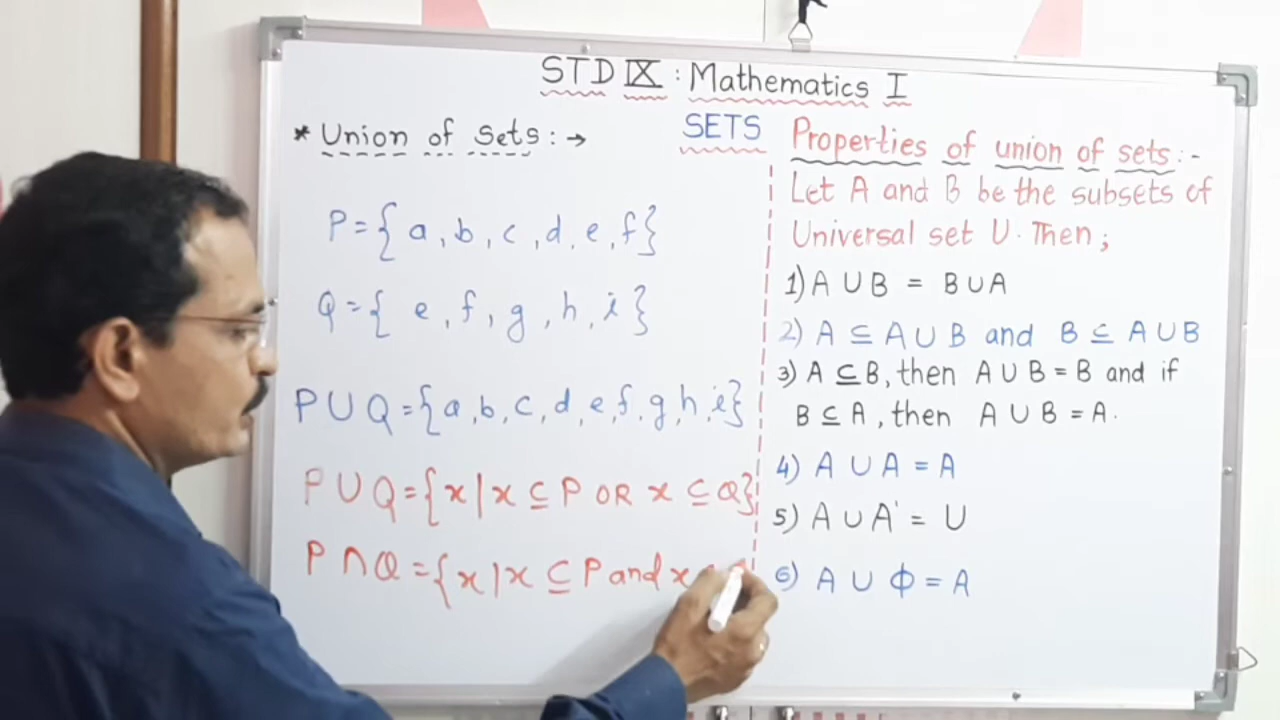 STD IX : Mathematics I
SETS
* Union of Sets :→
P = { a, b, c, d, e, f }
Q = { e, f, g, h, i }
P ∪ Q = {a, b, c, d, e, f, g, h, i}
P ∪ Q = {x / x ⊆ P OR x ⊆ Q}
P ∩ Q = {x / x ⊆ P and x
Properties of union of sets :-
Let A and B be the subsets of
Universal set U. Then ;
1) A ∪ B = B ∪ A
2) A ⊆ A ∪ B and B ⊆ A ∪ B
3) A ⊆ B, then A ∪ B = B and if
B ⊆ A, then A ∪ B = A.
4) A ∪ A = A
5) A ∪ A' = U
6) A ∪ Φ = A